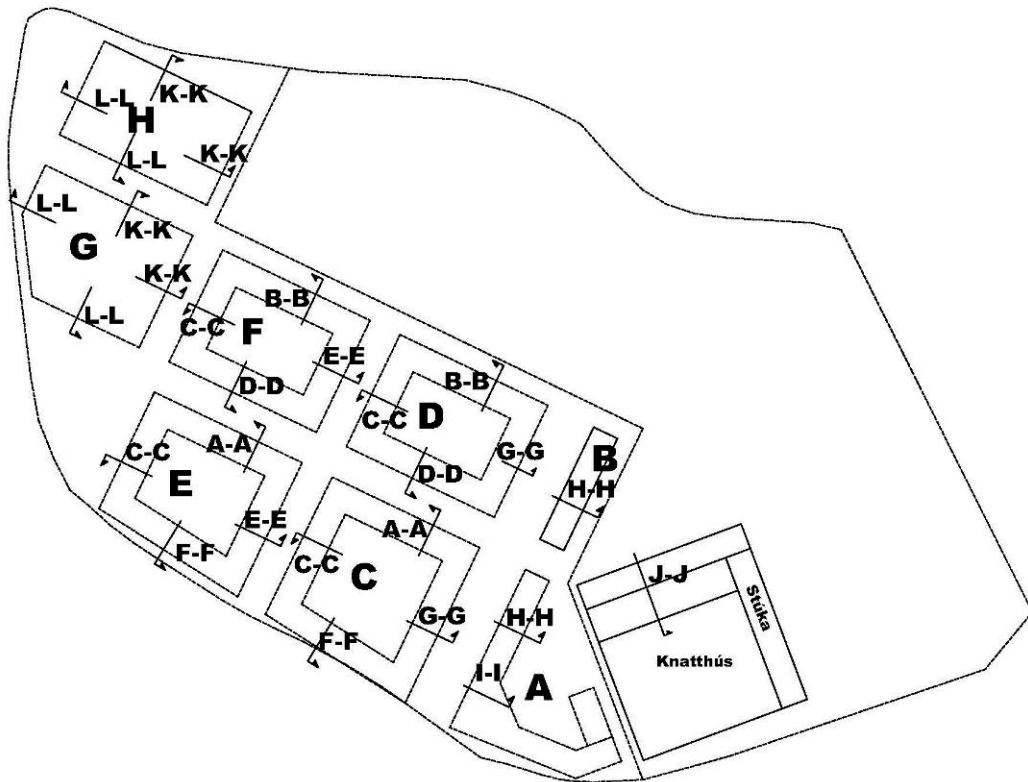 L-L
K-K
H
L-L
K-K
L-L
K-K
G
K-K
L-L
B-B
C-C
F
E-E
D-D
B-B
C-C
D
G-G
D-D
B
H-H
A-A
C-C
E
E-E
F-F
A-A
C-C
C
G-G
F-F
H-H
I-I
A
J-J
Stúka
Knatthús